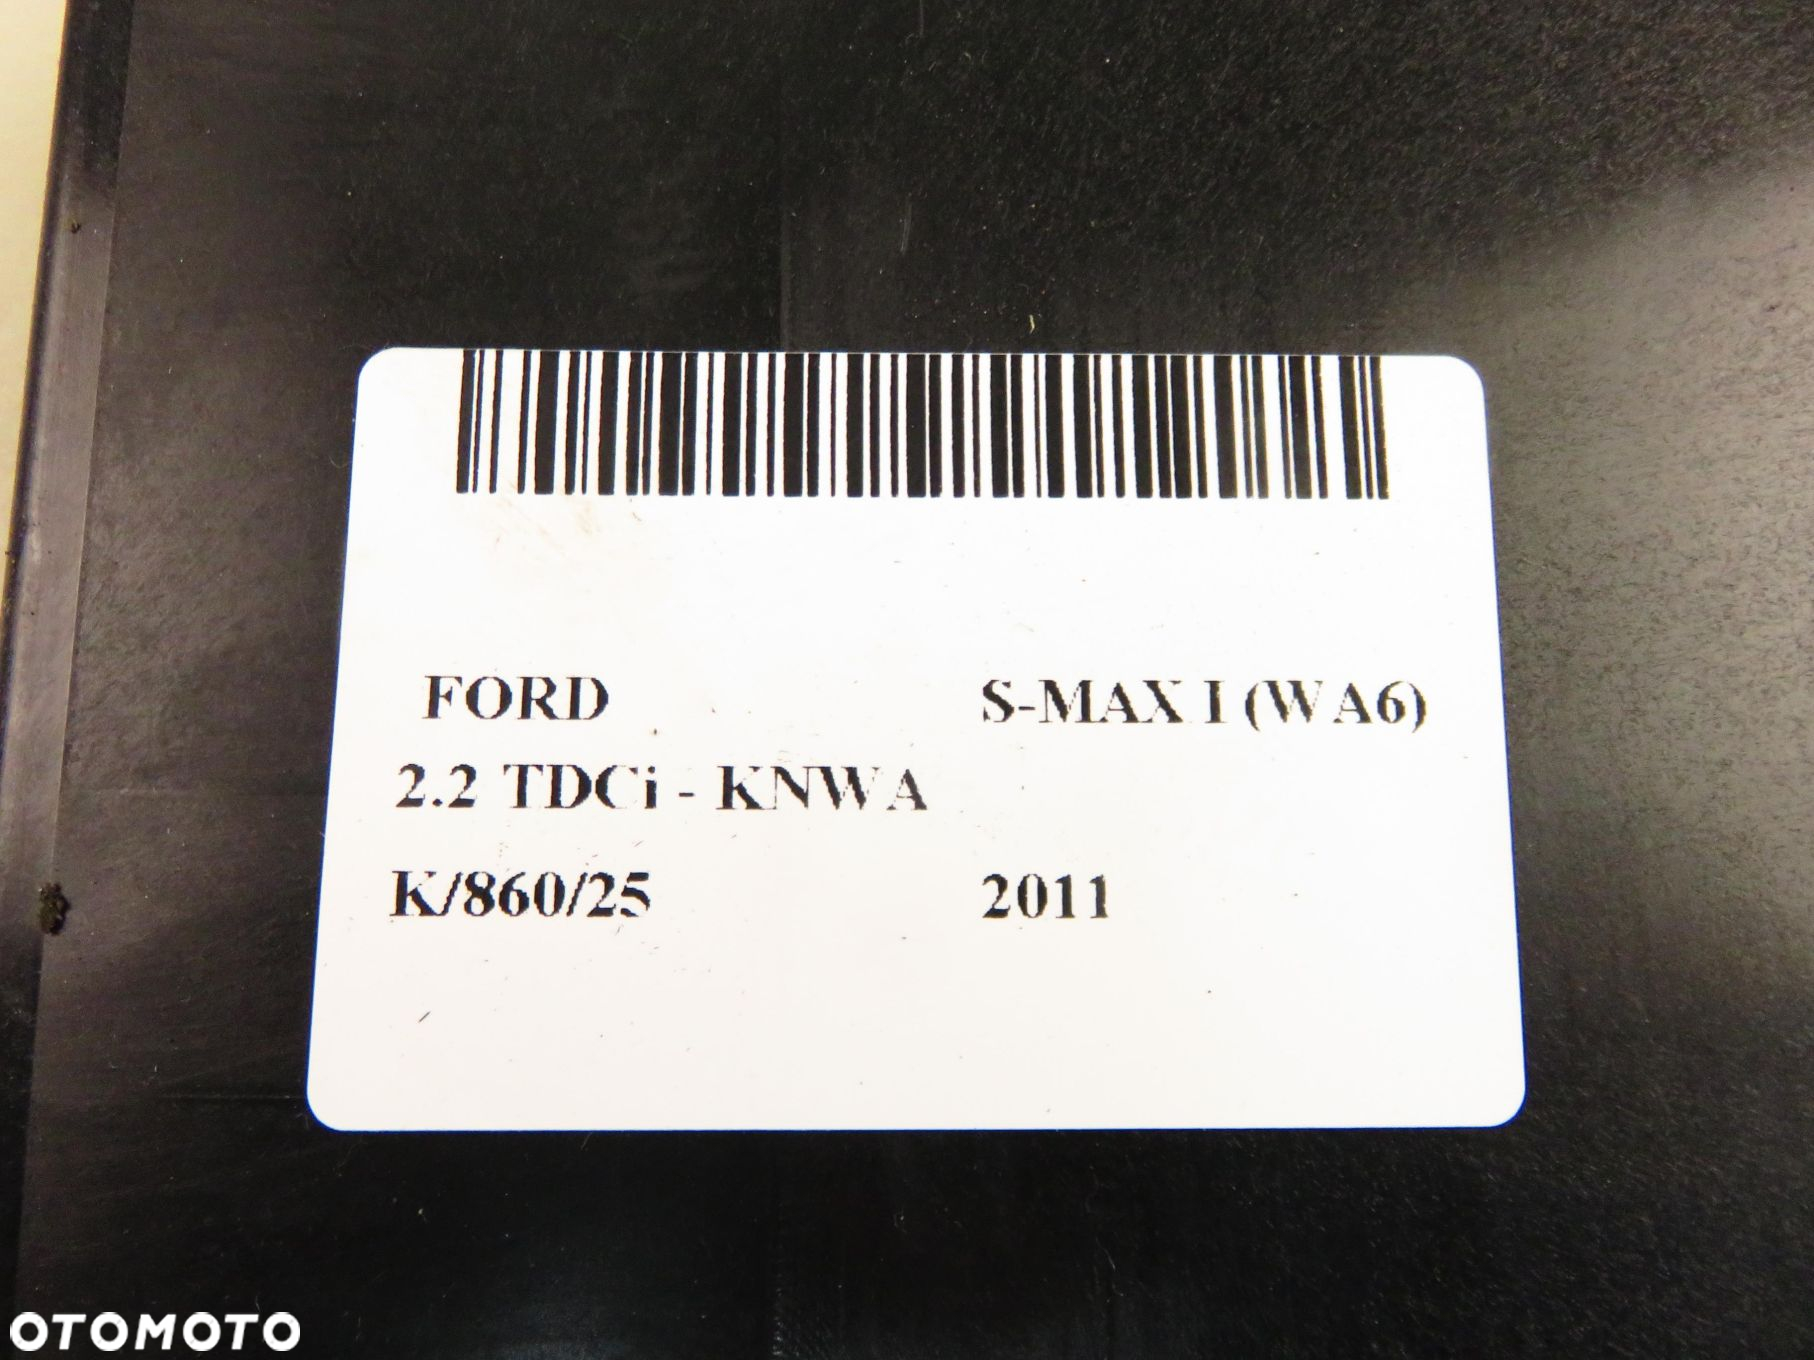 FORD S-MAX I (WA6)
2.2 TDCi - KNWA
K/860/25 2011
OTOMOTO